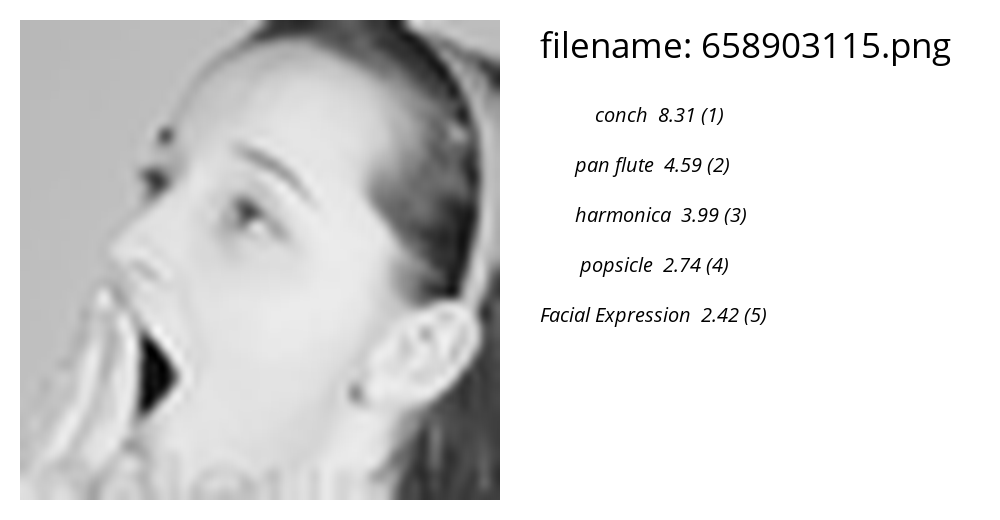 filename: 658903115.png
conch 8.31 (1)
pan flute 4.59 (2)
harmonica 3.99 (3)
popsicle 2.74 (4)
Facial Expression 2.42 (5)